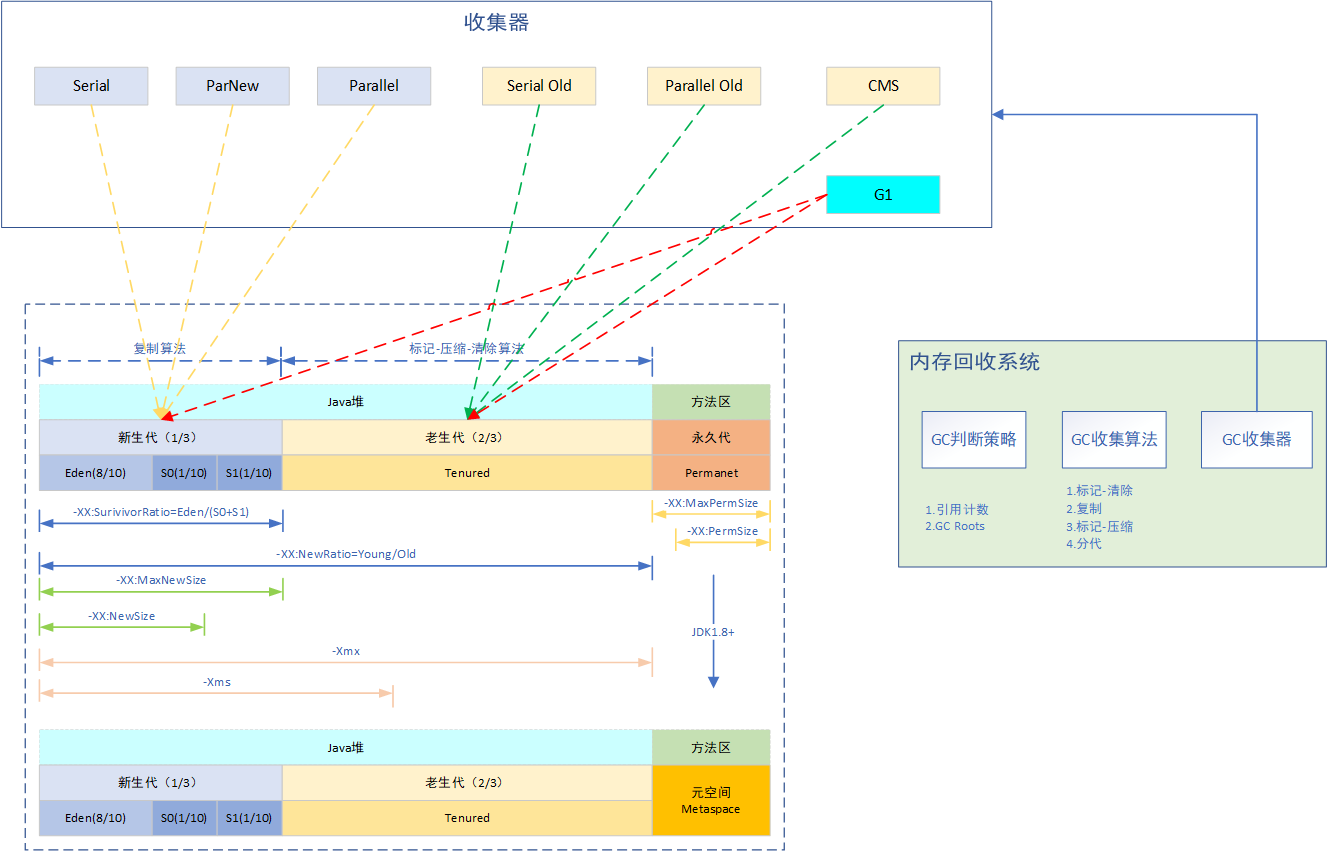 收集器
Serial
ParNew
Parallel
Serial Old
Parallel Old
CMS
G1
复制算法
标记-压缩-清除算法
Java堆
方法区
新生代（1/3）
老生代（2/3）
永久代
Eden(8/10)
S0(1/10)
S1(1/10)
Tenured
Permanet
-XX:SurivivorRatio=Eden/(S0+S1)
-XX:MaxPermSize
-XX:PermSize
-XX:NewRatio=Young/Old
-XX:MaxNewSize
-XX:NewSize
JDK1.8+
-Xmx
-Xms
Java堆
方法区
新生代（1/3）
老生代（2/3）
元空间
Metaspace
Eden(8/10)
S0(1/10)
S1(1/10)
Tenured
内存回收系统
GC判断策略
GC收集算法
GC收集器
1.引用计数
2.GC Roots
1.标记-清除
2.复制
3.标记-压缩
4.分代